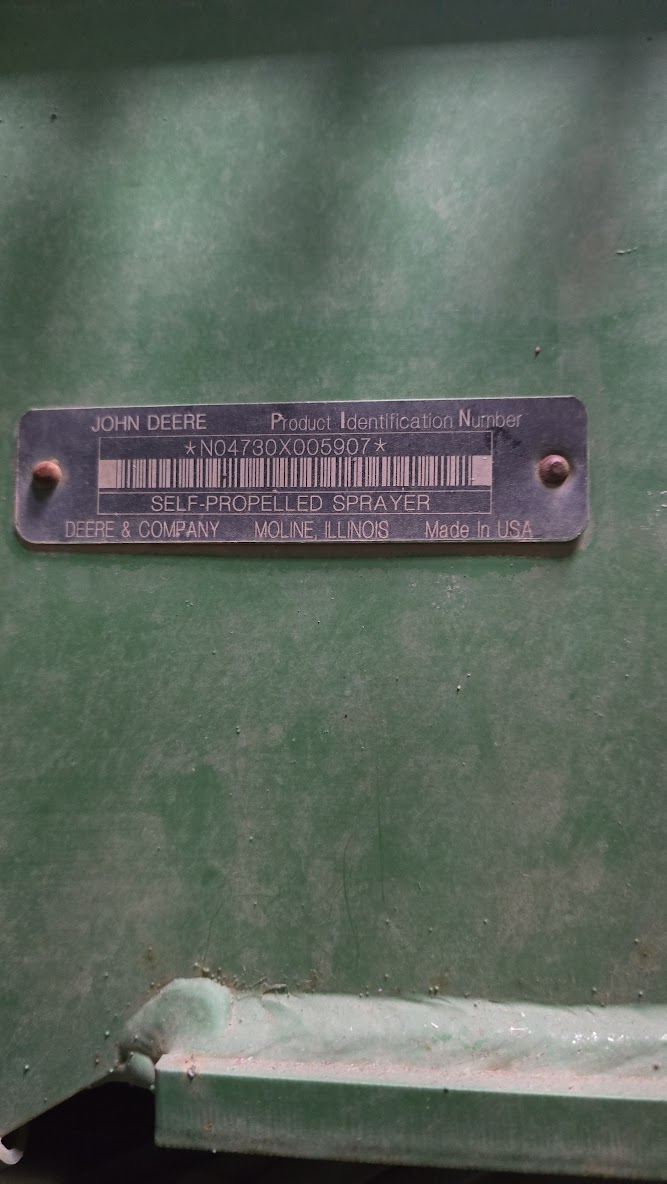 JOHN DEERE Product Identification Number
*N04730X005907*
SELF-PROPELLED SPRAYER
DEERE & COMPANY MOLINE, ILLINOIS Made In USA